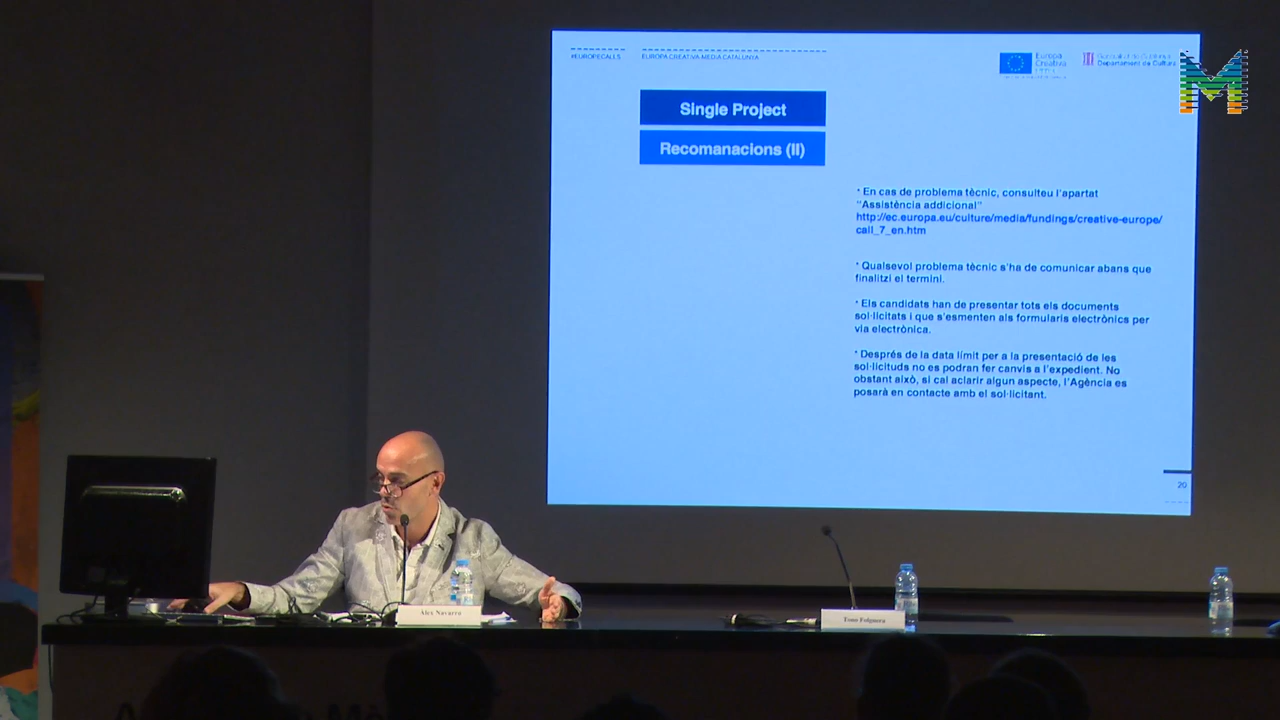 #EUROPECALLS
EUROPA CREATIVA MEDIA CATALUNYA
Europa
Creativa
Generalitat de Catalunya
Departament de Cultura
Single Project
Recomanacions (II)
* En cas de problema tècnic, consulteu l'apartat
"Assistència addicional"
http://ec.europa.eu/culture/media/fundings/creative-europe/
call_7_en.htm
* Qualsevol problema tècnic s'ha de comunicar abans que
finalitzi el termini.
* Els candidats han de presentar tots els documents
sol·licitats i que s'esmenten als formularis electrònics per
via electrònica.
* Després de la data límit per a la presentació de les
sol·licituds no es podran fer canvis a l'expedient. No
obstant això, si cal aclarir algun aspecte, l'Agència es
posarà en contacte amb el sol·licitant.
20
Àlex Navarro
Tono Folguera